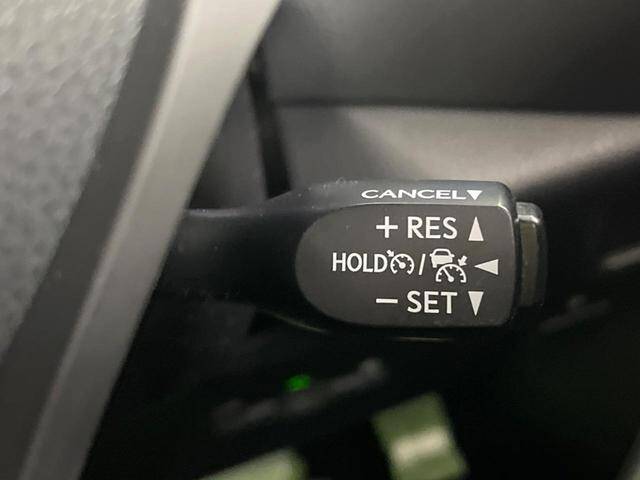 CANCEL▼
+ RES ▲
HOLD / ◀
− SET ▼